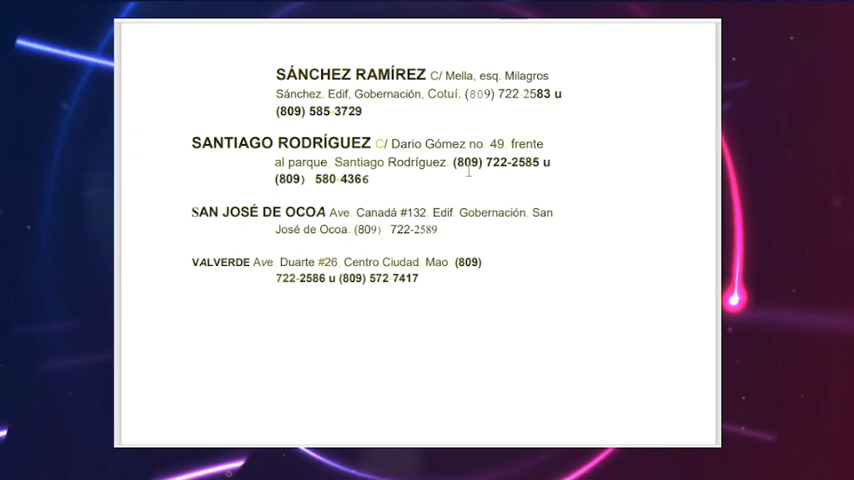 SÁNCHEZ RAMÍREZ C/ Mella, esq. Milagros
Sánchez. Edif, Gobernación, Cotuí. (809) 722-2583 u
(809) 585-3729
SANTIAGO RODRÍGUEZ C/ Dario Gómez no. 49, frente
al parque. Santiago Rodríguez. (809) 722-2585 u
(809) 580-4366
SAN JOSÉ DE OCOA Ave. Canadá #132. Edif. Gobernación, San
José de Ocoa. (809) 722-2589
VALVERDE Ave. Duarte #26, Centro Ciudad, Mao. (809)
722-2586 u (809) 572-7417